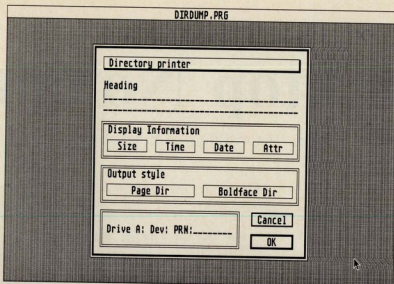 DIRDUMP.PRG
Directory printer
Heading
Display Information
Size Time Date Attr
Output style
Page Dir Boldface Dir
Drive A: Dev: PRN:________
Cancel
OK